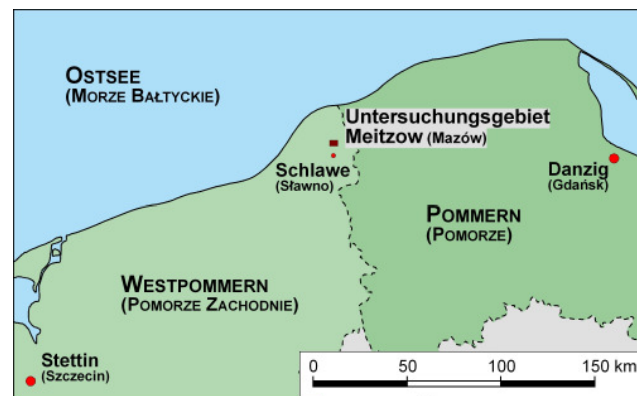 OSTSEE
(MORZE BAŁTYCKIE)
Untersuchungsgebiet
Meitzow (Mazów)
Schlawe
(Sławno)
Danzig
(Gdańsk)
POMMERN
(POMORZE)
WESTPOMMERN
(POMORZE ZACHODNIE)
Stettin
(Szczecin)
0 50 100 150 km